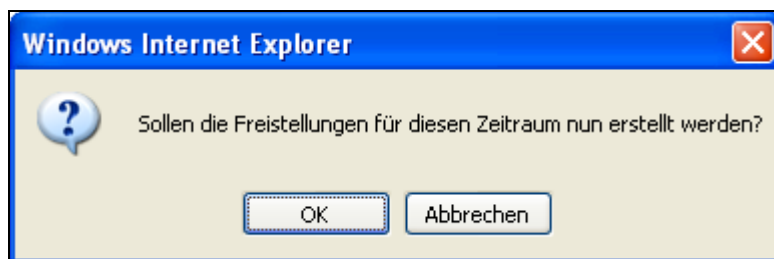 Windows Internet Explorer
Sollen die Freistellungen für diesen Zeitraum nun erstellt werden?
OK
Abbrechen